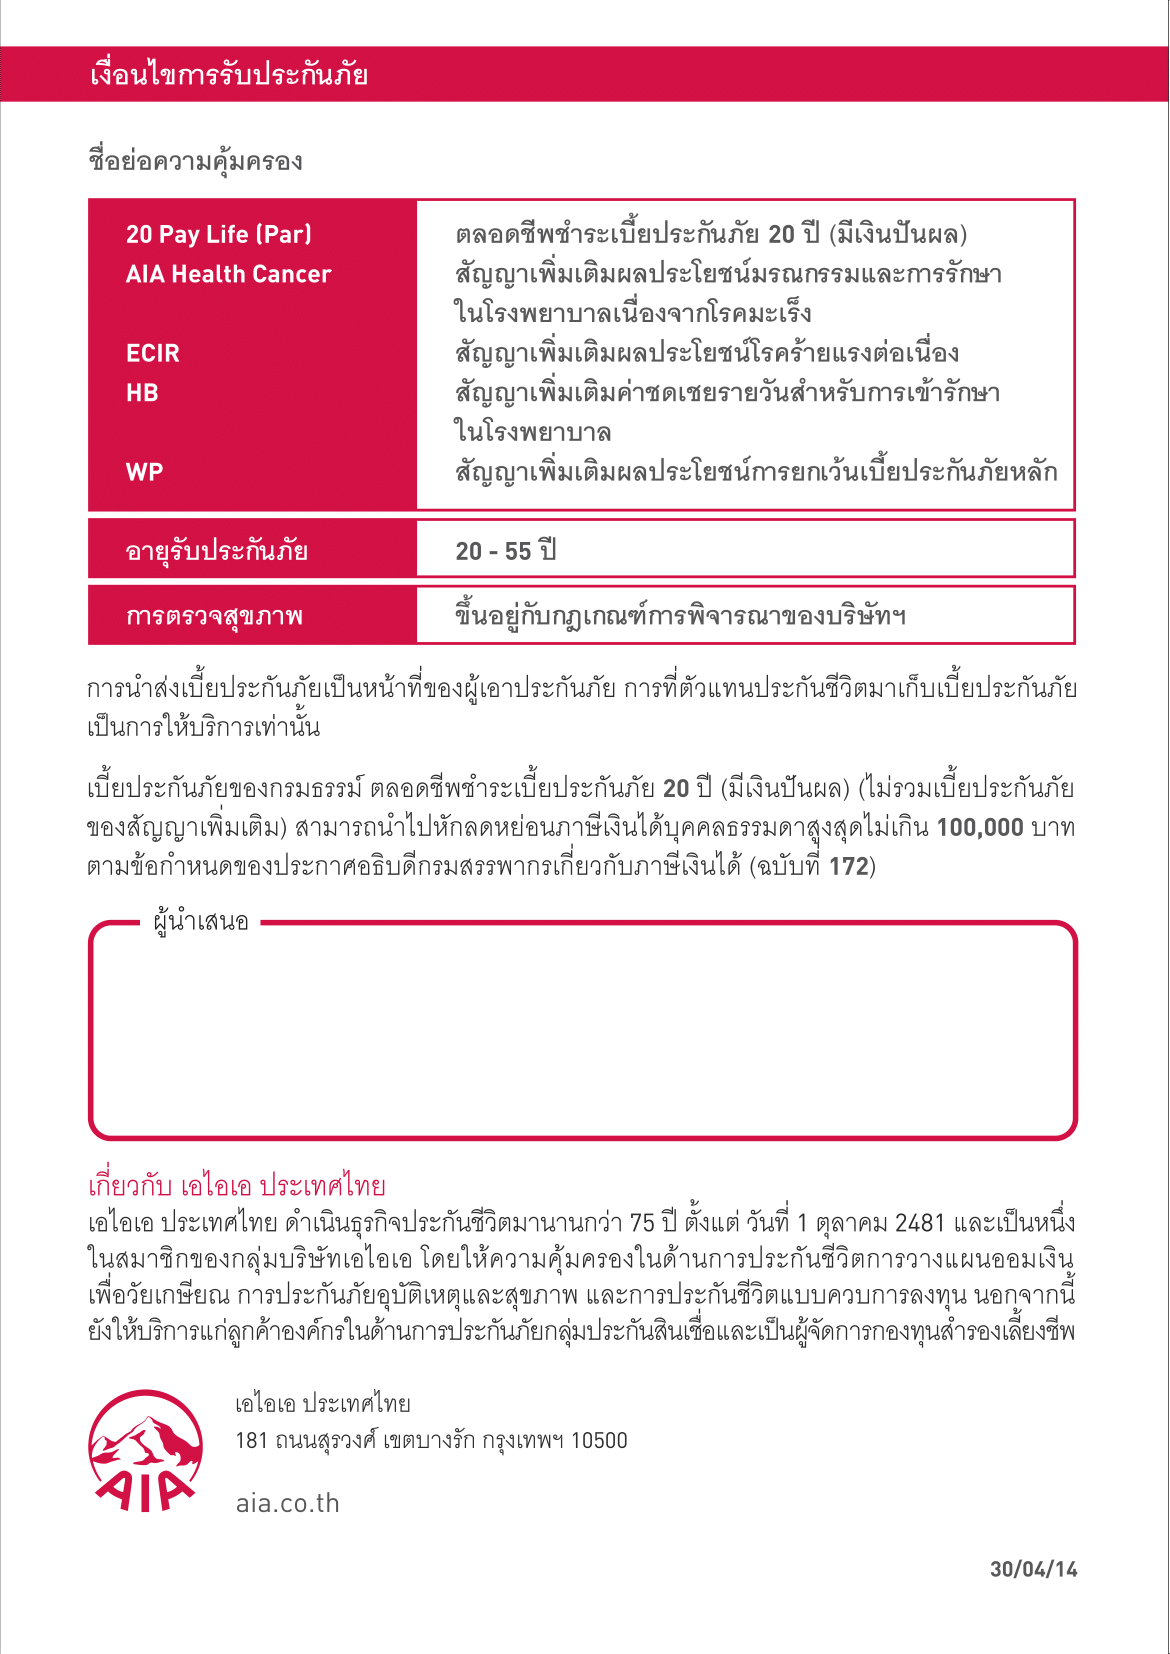 เงื่อนไขการรับประกันภัย
ชื่อย่อความคุ้มครอง
20 Pay Life (Par) ตลอดชีพชำระเบี้ยประกันภัย 20 ปี (มีเงินปันผล)
AIA Health Cancer สัญญาเพิ่มเติมผลประโยชน์มรณกรรมและการรักษา
ในโรงพยาบาลเนื่องจากโรคมะเร็ง
ECIR สัญญาเพิ่มเติมผลประโยชน์โรคร้ายแรงต่อเนื่อง
HB สัญญาเพิ่มเติมค่าชดเชยรายวันสำหรับการเข้ารักษา
ในโรงพยาบาล
WP สัญญาเพิ่มเติมผลประโยชน์การยกเว้นเบี้ยประกันภัยหลัก
อายุรับประกันภัย 20 - 55 ปี
การตรวจสุขภาพ ขึ้นอยู่กับกฎเกณฑ์การพิจารณาของบริษัทฯ
การนำส่งเบี้ยประกันภัยเป็นหน้าที่ของผู้เอาประกันภัย การที่ตัวแทนประกันชีวิตมาเก็บเบี้ยประกันภัย
เป็นการให้บริการเท่านั้น
เบี้ยประกันภัยของกรมธรรม์ ตลอดชีพชำระเบี้ยประกันภัย 20 ปี (มีเงินปันผล) (ไม่รวมเบี้ยประกันภัย
ของสัญญาเพิ่มเติม) สามารถนำไปหักลดหย่อนภาษีเงินได้บุคคลธรรมดาสูงสุดไม่เกิน 100,000 บาท
ตามข้อกำหนดของประกาศอธิบดีกรมสรรพากรเกี่ยวกับภาษีเงินได้ (ฉบับที่ 172)
ผู้นำเสนอ
เกี่ยวกับ เอไอเอ ประเทศไทย
เอไอเอ ประเทศไทย ดำเนินธุรกิจประกันชีวิตมานานกว่า 75 ปี ตั้งแต่ วันที่ 1 ตุลาคม 2481 และเป็นหนึ่ง
ในสมาชิกของกลุ่มบริษัทเอไอเอ โดยให้ความคุ้มครองในด้านการประกันชีวิตการวางแผนออมเงิน
เพื่อวัยเกษียณ การประกันภัยอุบัติเหตุและสุขภาพ และการประกันชีวิตแบบควบการลงทุน นอกจากนี้
ยังให้บริการแก่ลูกค้าองค์กรในด้านการประกันภัยกลุ่มประกันสินเชื่อและเป็นผู้จัดการกองทุนสำรองเลี้ยงชีพ
เอไอเอ ประเทศไทย
181 ถนนสุรวงศ์ เขตบางรัก กรุงเทพฯ 10500
AIA
aia.co.th
30/04/14